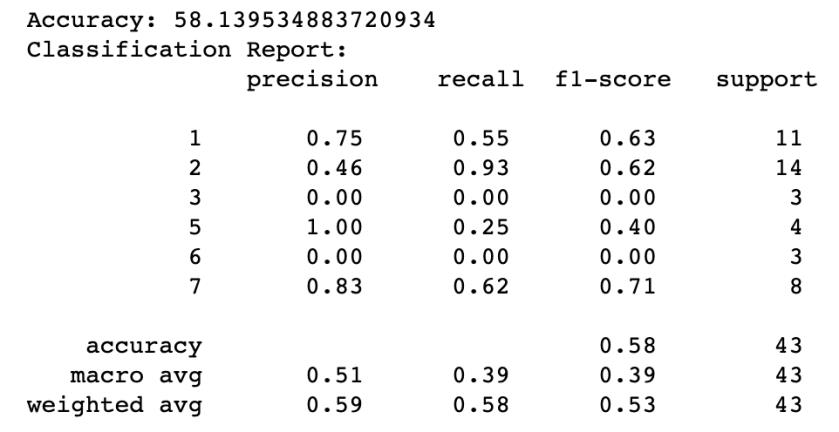 Accuracy: 58.139534883720934
Classification Report:
precision recall f1-score support
1 0.75 0.55 0.63 11
2 0.46 0.93 0.62 14
3 0.00 0.00 0.00 3
5 1.00 0.25 0.40 4
6 0.00 0.00 0.00 3
7 0.83 0.62 0.71 8
accuracy 0.58 43
macro avg 0.51 0.39 0.39 43
weighted avg 0.59 0.58 0.53 43